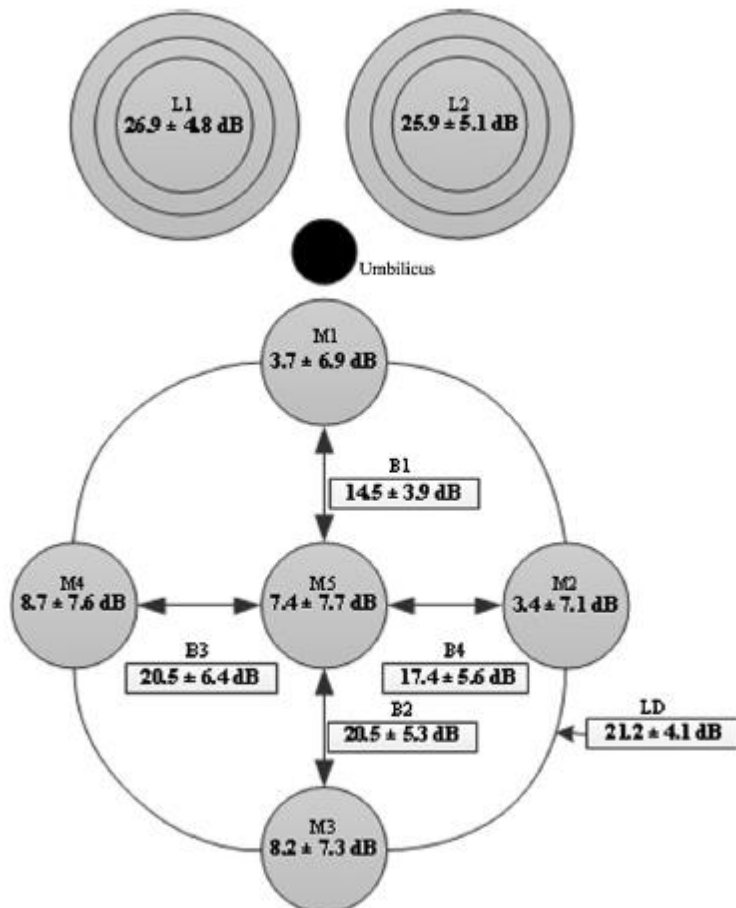 L1
26.9 ± 4.8 dB
L2
25.9 ± 5.1 dB
Umbilicus
M1
3.7 ± 6.9 dB
B1
14.5 ± 3.9 dB
M4
8.7 ± 7.6 dB
M5
7.4 ± 7.7 dB
M2
3.4 ± 7.1 dB
B3
20.5 ± 6.4 dB
B4
17.4 ± 5.6 dB
B2
20.5 ± 5.3 dB
LD
21.2 ± 4.1 dB
M3
8.2 ± 7.3 dB